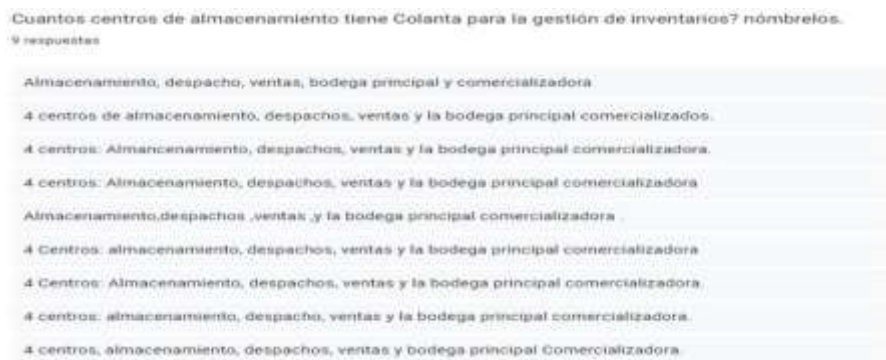 Cuantos centros de almacenamiento tiene Colanta para la gestión de inventarios? nómbrelos.
9 respuestas
Almacenamiento, despacho, ventas, bodega principal y comercializadora
4 centros de almacenamiento, despachos, ventas y la bodega principal comercializados.
4 centros: Almancenamiento, despachos, ventas y la bodega principal comercializadora.
4 centros: Almacenamiento, despachos, ventas y la bodega principal comercializadora
Almacenamiento,despachos ,ventas ,y la bodega principal comercializadora .
4 Centros: almacenamiento, despachos, ventas y la bodega principal comercializadora
4 Centros: Almacenamiento, despachos, ventas y la bodega principal comercializadora.
4 centros: almacenamiento, despacho, ventas y la bodega principal comercializadora.
4 centros, almacenamiento, despachos, ventas y bodega principal Comercializadora